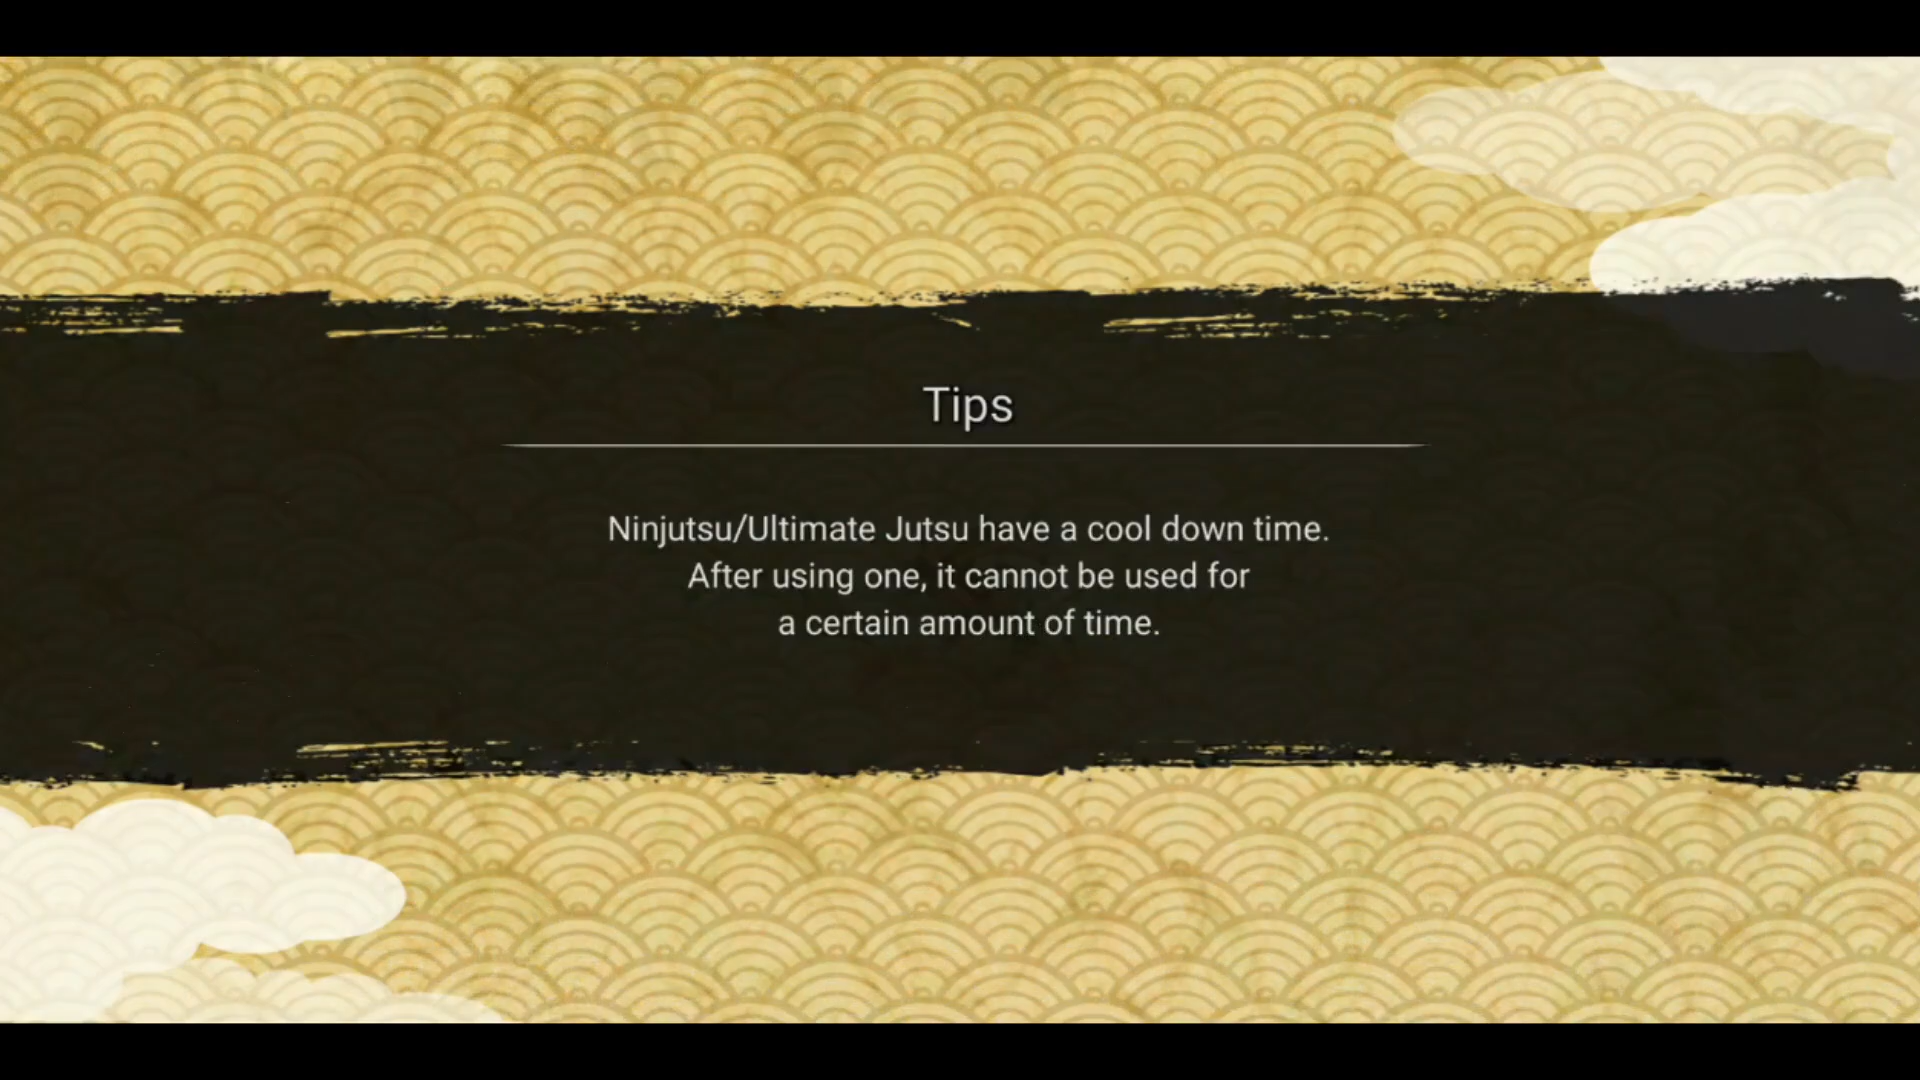 Tips
Ninjutsu/Ultimate Jutsu have a cool down time.
After using one, it cannot be used for
a certain amount of time.